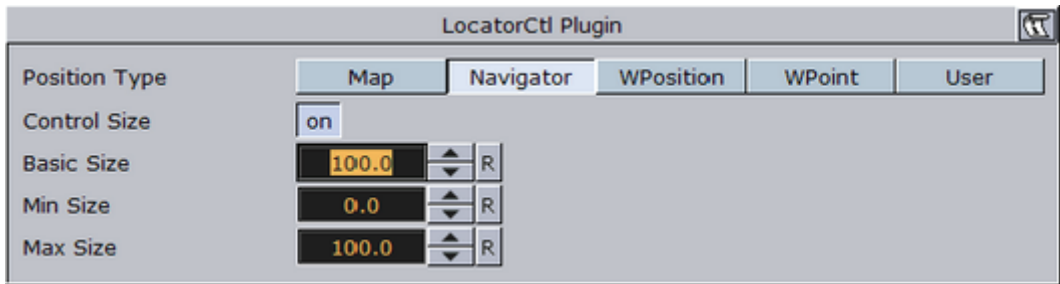 LocatorCtl Plugin
Position Type Map Navigator WPosition WPoint User
Control Size on
Basic Size 100.0 R
Min Size 0.0 R
Max Size 100.0 R